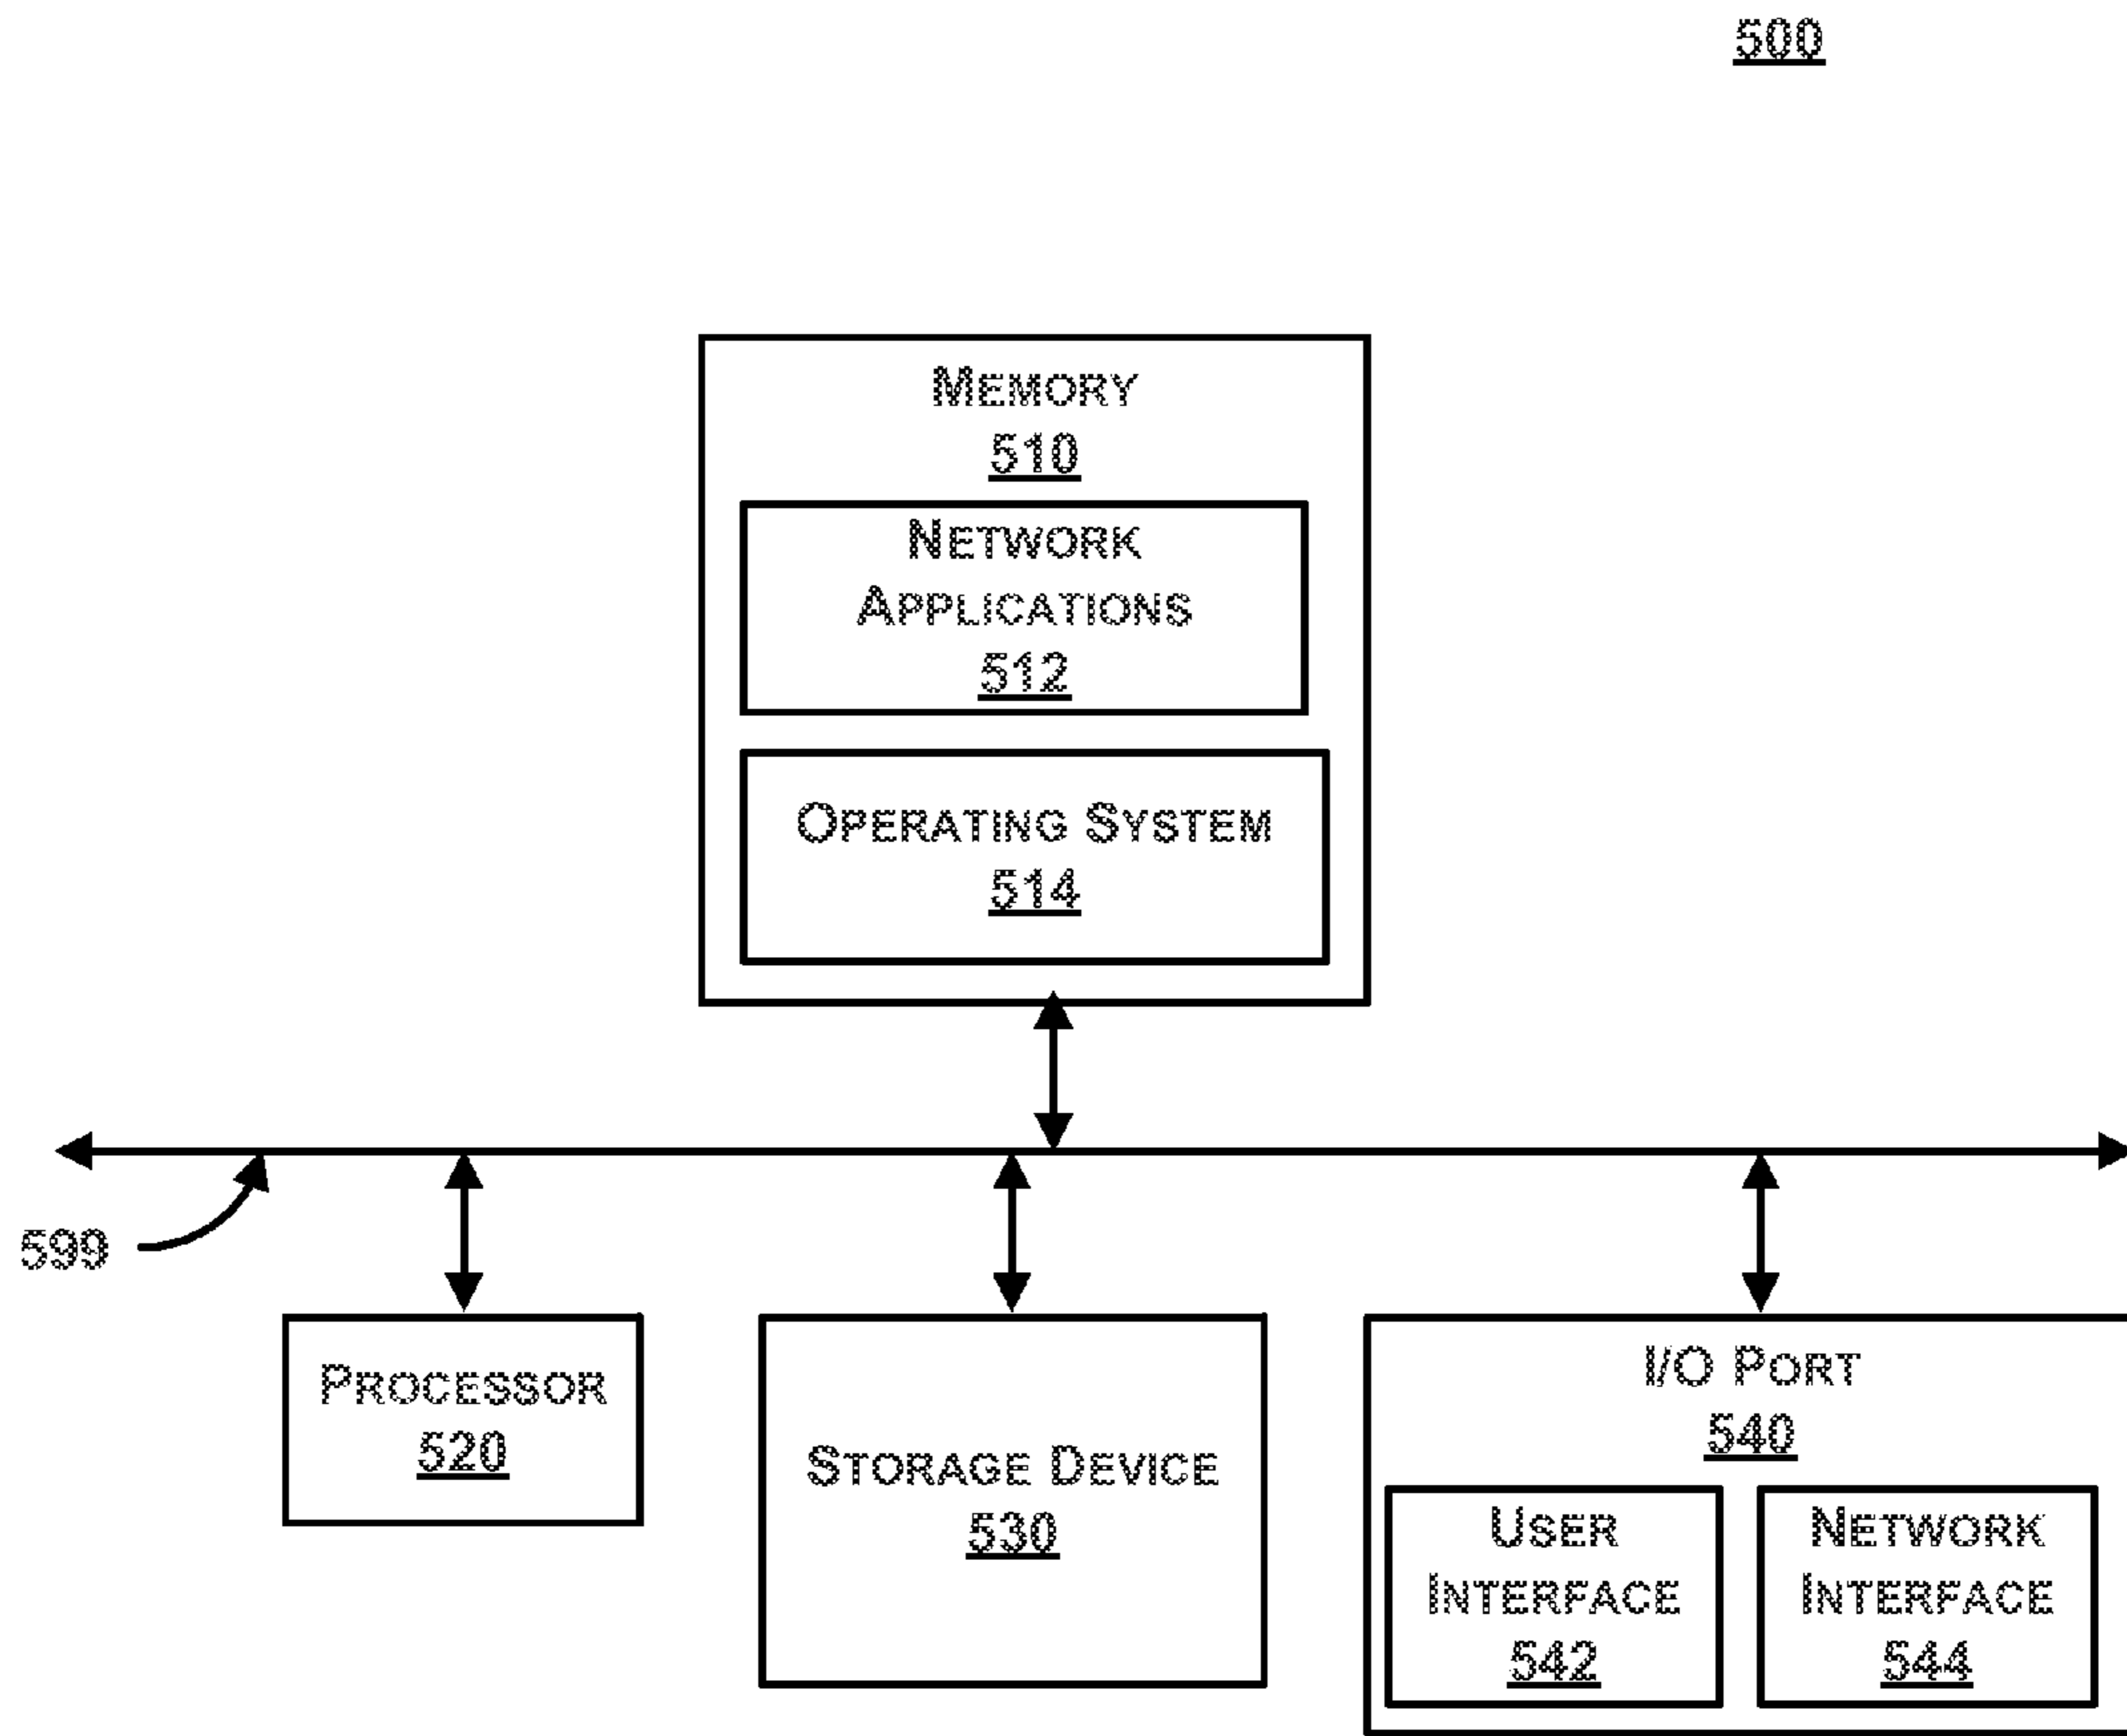 500
MEMORY
510
NETWORK
APPLICATIONS
512
OPERATING SYSTEM
514
599
PROCESSOR
520
STORAGE DEVICE
530
I/O PORT
540
USER
INTERFACE
542
NETWORK
INTERFACE
544